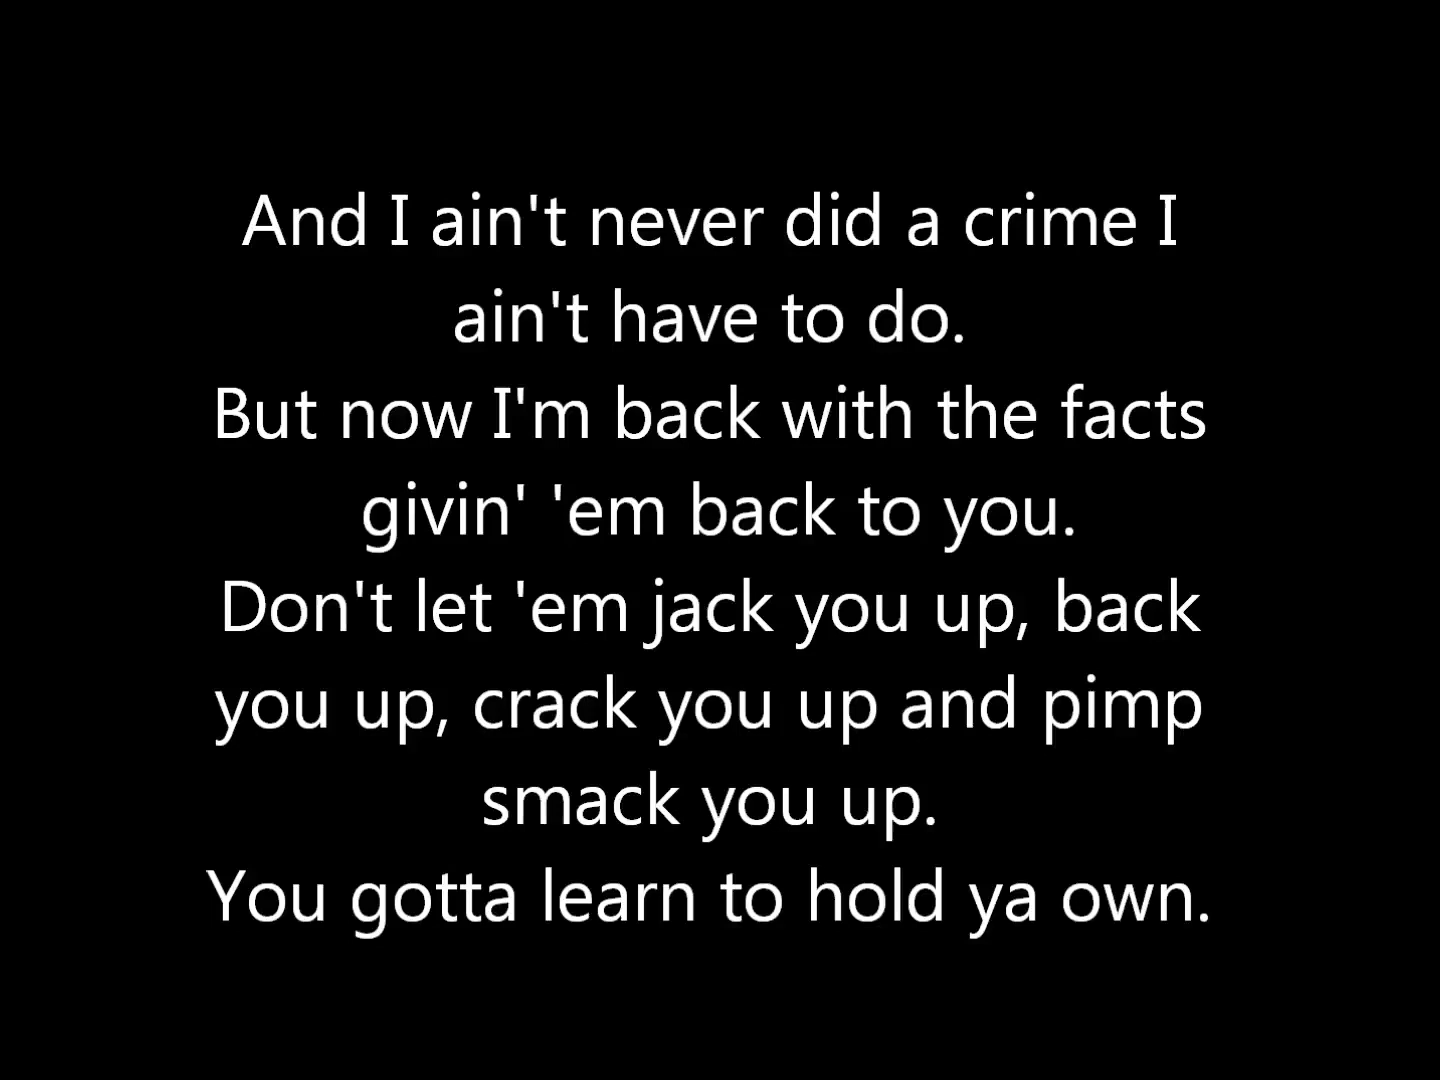 And I ain't never did a crime I
ain't have to do.
But now I'm back with the facts
givin' 'em back to you.
Don't let 'em jack you up, back
you up, crack you up and pimp
smack you up.
You gotta learn to hold ya own.